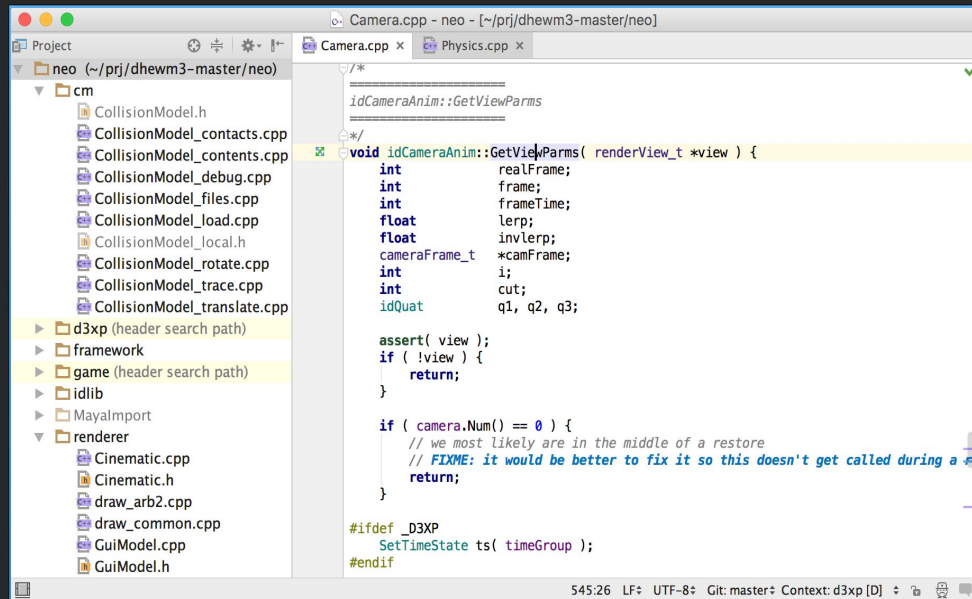 Camera.cpp - neo - [~/prj/dhewm3-master/neo]
Project
Camera.cpp
Physics.cpp
neo (~/prj/dhewm3-master/neo)
cm
CollisionModel.h
CollisionModel_contacts.cpp
CollisionModel_contents.cpp
CollisionModel_debug.cpp
CollisionModel_files.cpp
CollisionModel_load.cpp
CollisionModel_local.h
CollisionModel_rotate.cpp
CollisionModel_trace.cpp
CollisionModel_translate.cpp
d3xp (header search path)
framework
game (header search path)
idlib
MayaImport
renderer
Cinematic.cpp
Cinematic.h
draw_arb2.cpp
draw_common.cpp
GuiModel.cpp
GuiModel.h
/*
=====================
idCameraAnim::GetViewParms
=====================
*/
void idCameraAnim::GetViewParms( renderView_t *view ) {
int realFrame;
int frame;
int frameTime;
float lerp;
float invlerp;
cameraFrame_t *camFrame;
int i;
int cut;
idQuat q1, q2, q3;
assert( view );
if ( !view ) {
return;
}
if ( camera.Num() == 0 ) {
// we most likely are in the middle of a restore
// FIXME: it would be better to fix it so this doesn't get called during a
return;
}
#ifdef _D3XP
SetTimeState ts( timeGroup );
#endif
545:26 LF UTF-8 Git: master Context: d3xp [D]